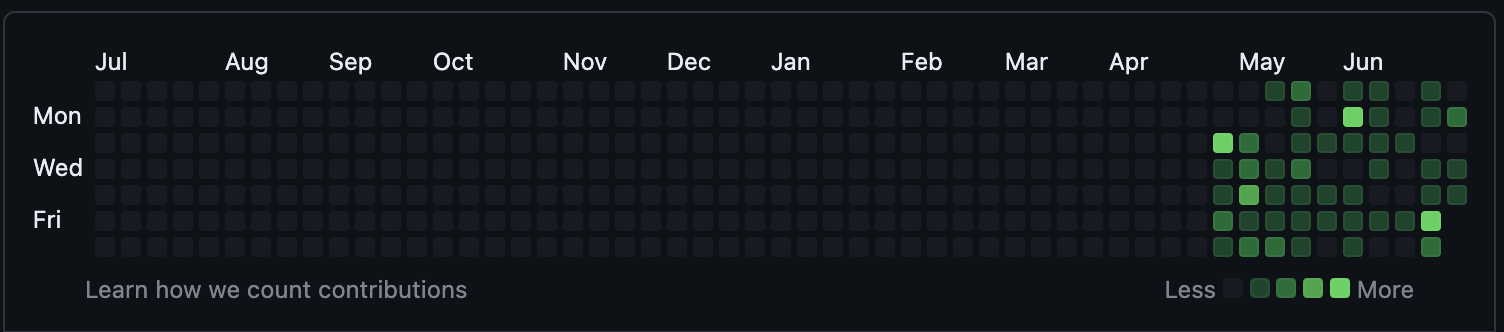 Jul Aug Sep Oct Nov Dec Jan Feb Mar Apr May Jun
Mon
Wed
Fri
Learn how we count contributions Less More